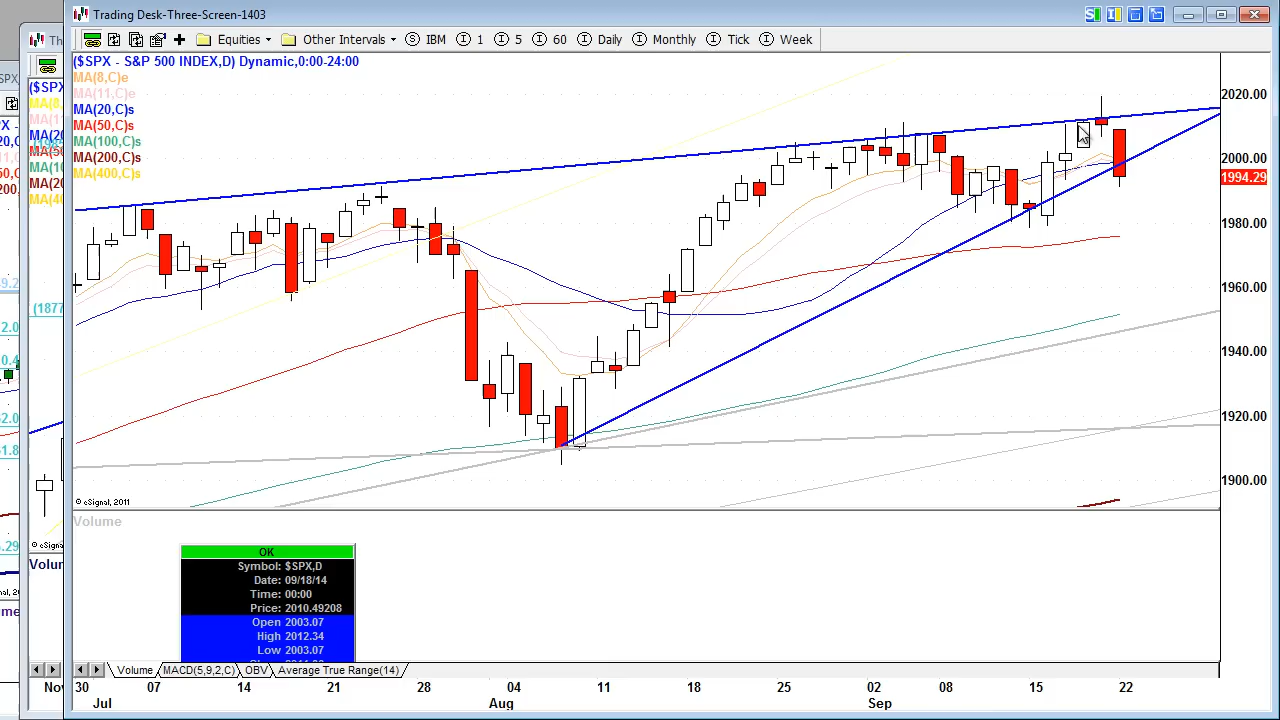 Trading Desk-Three-Screen-1403
Equities Other Intervals S IBM I 1 I 5 I 60 I Daily I Monthly I Tick I Week
($SPX - S&P 500 INDEX,D) Dynamic,0:00-24:00
MA(8,C)e
MA(11,C)e
MA(20,C)s
MA(50,C)s
MA(100,C)s
MA(200,C)s
MA(400,C)s
2020.00
2000.00
1994.29
1980.00
1960.00
1940.00
1920.00
1900.00
© eSignal, 2011
Volume
OK
Symbol: $SPX,D
Date: 09/18/14
Time: 00:00
Price: 2010.49208
Open 2003.07
High 2012.34
Low 2003.07
Volume MACD(5,9,2,C) OBV Average True Range(14)
30 07 14 21 28 04 11 18 25 02 08 15 22
Jul Aug Sep